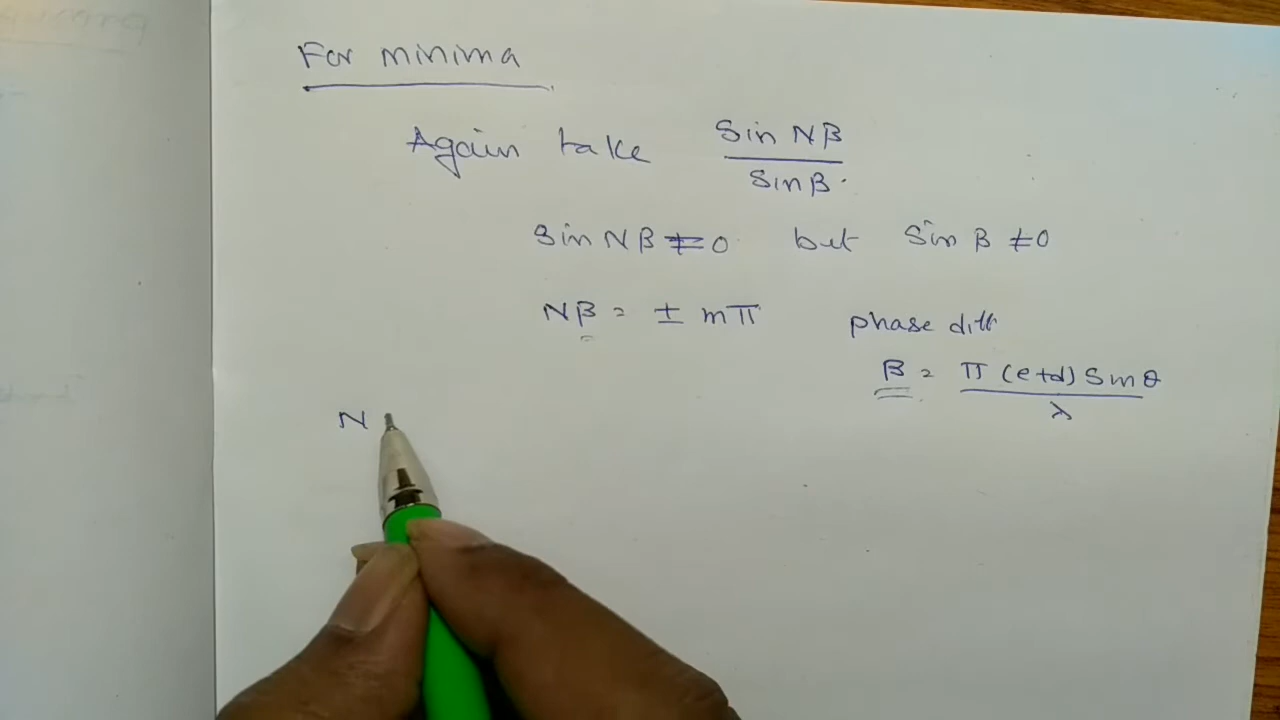 For minima
Again take Sin Nβ / Sin β.
Sin Nβ = 0 but Sin β ≠ 0
Nβ = ± mπ phase diff
β = π (e+d) Sin θ / λ
N